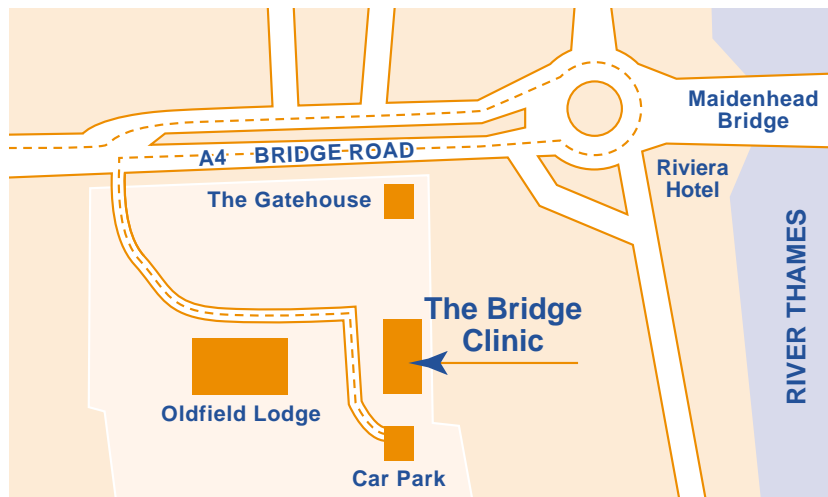 Maidenhead
Bridge
A4 BRIDGE ROAD
Riviera
Hotel
The Gatehouse
RIVER THAMES
The Bridge
Clinic
Oldfield Lodge
Car Park